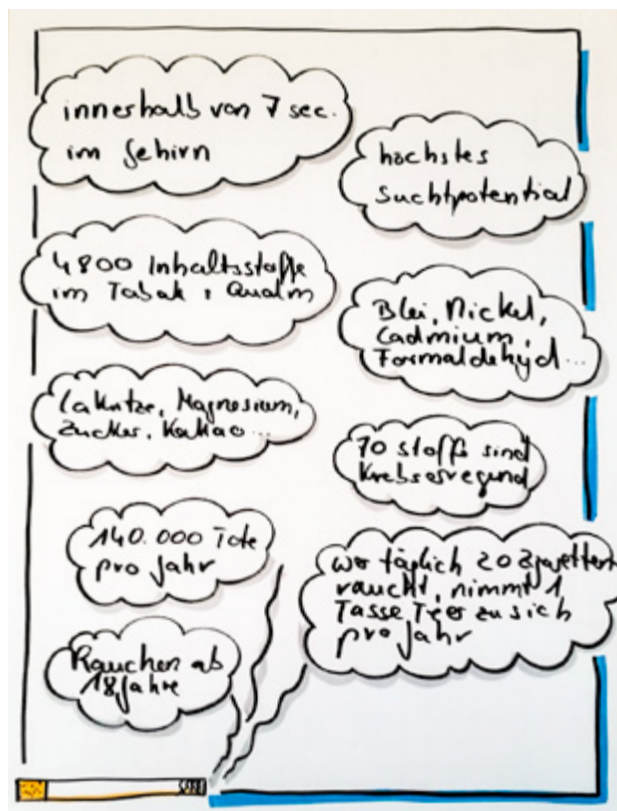 innerhalb von 7 sec.
im Gehirn
höchstes
Suchtpotential
4800 Inhaltsstoffe
im Tabak + Qualm
Blei, Nickel,
Cadmium,
Formaldehyd...
Lakritze, Magnesium,
Zucker, Kakao...
70 Stoffe sind
Krebserregend
140.000 Tote
pro Jahr
wer täglich 20 Zigaretten
raucht, nimmt 1
Tasse Teer zu sich
pro Jahr
Rauchen ab
18 Jahre